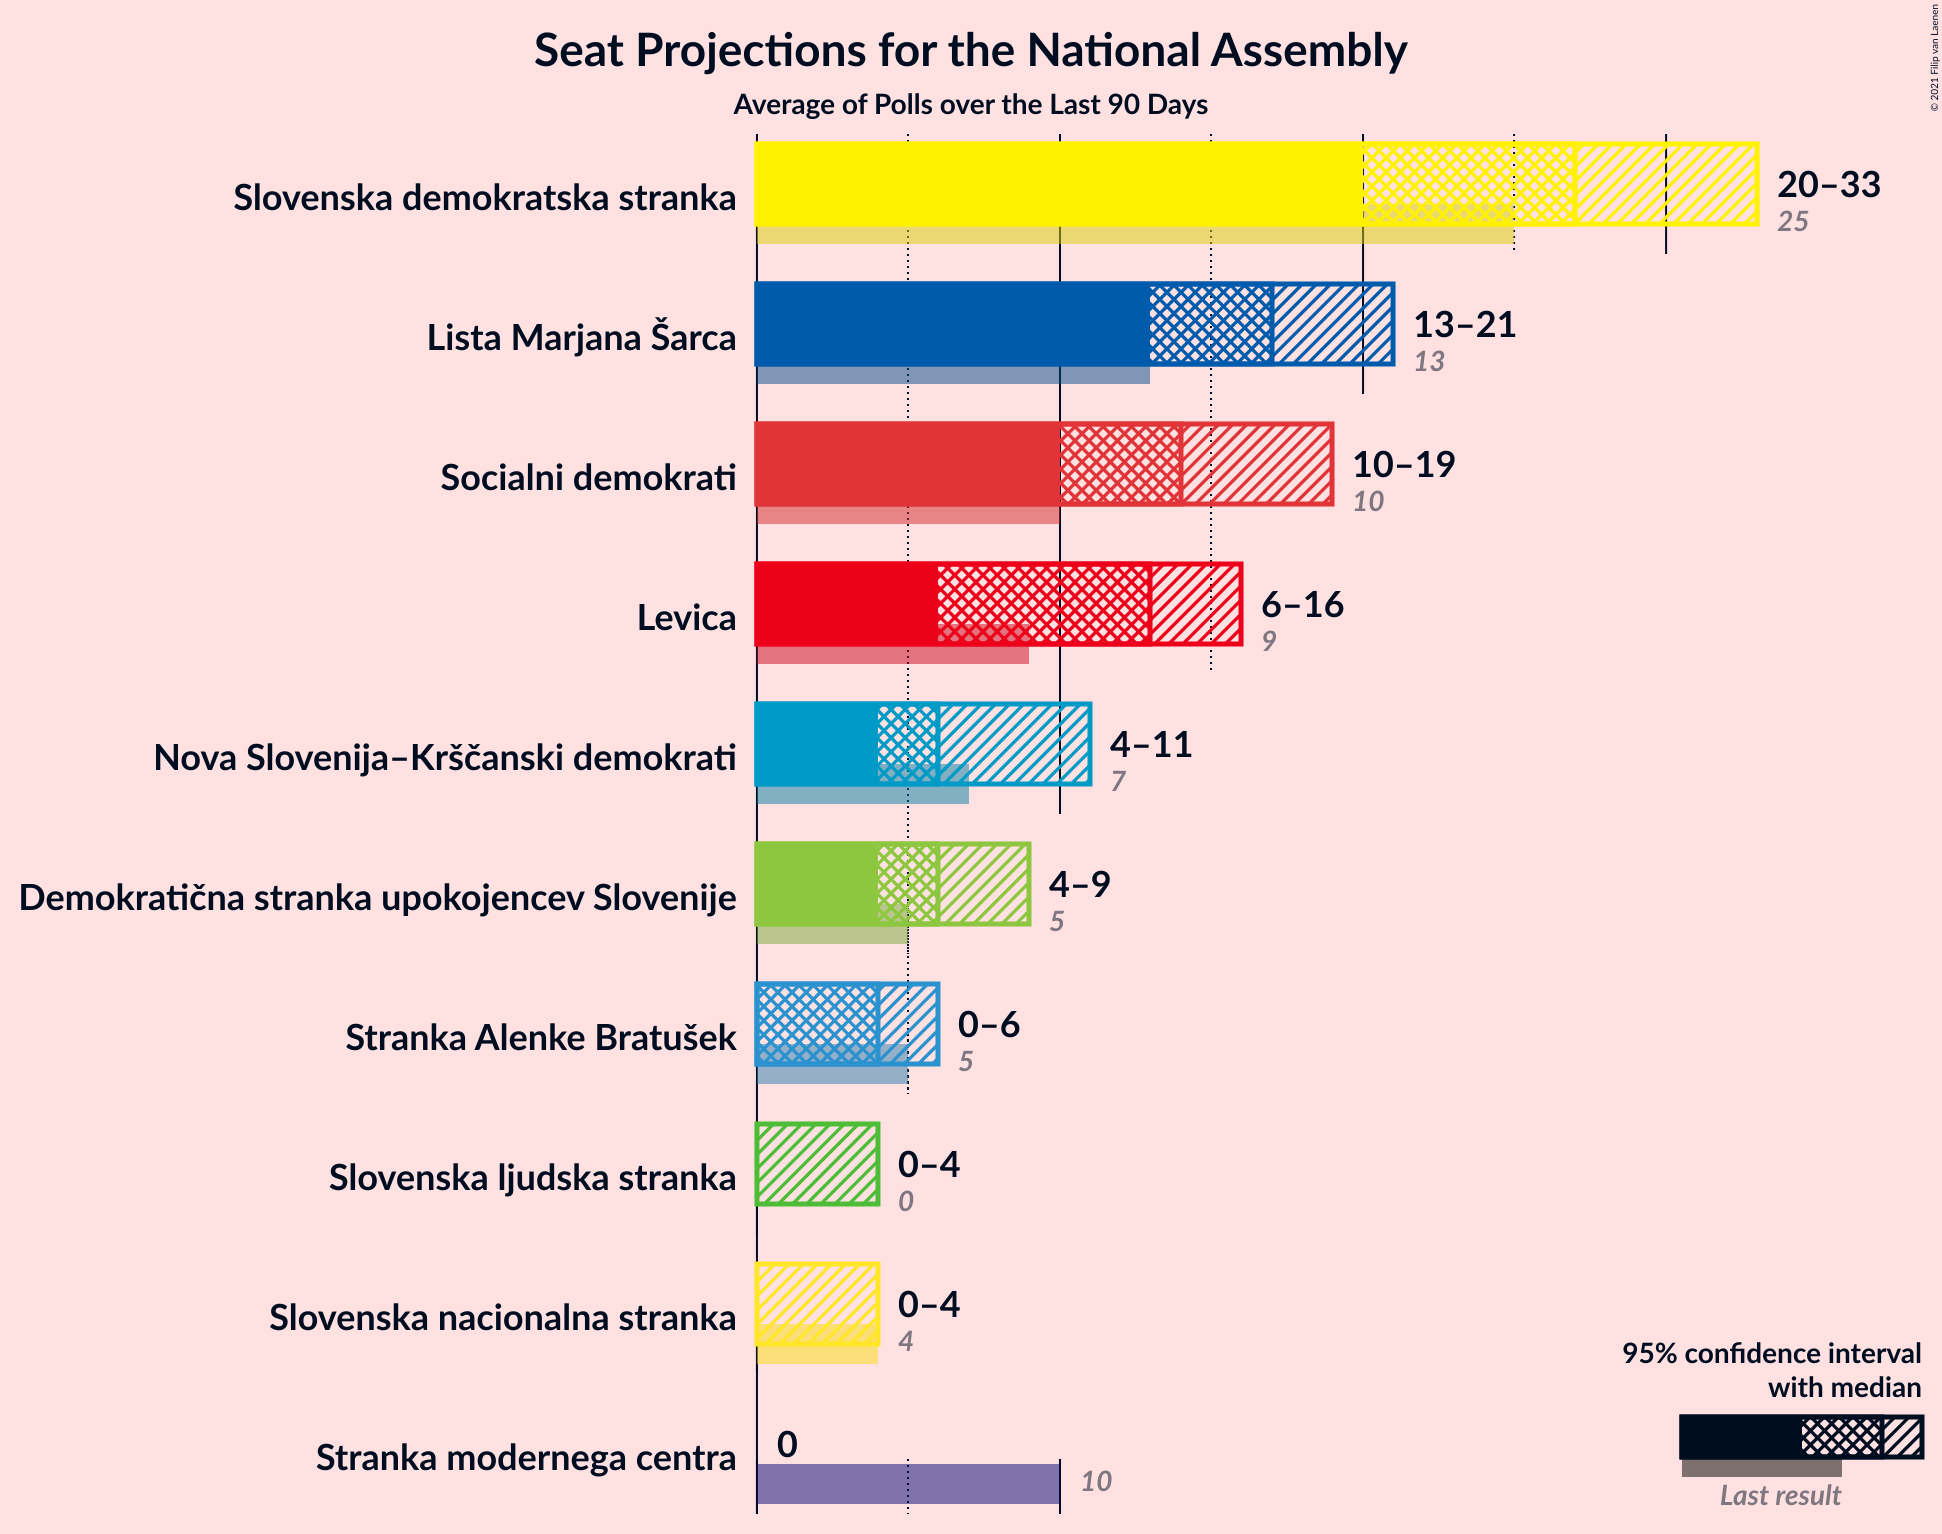 Seat Projections for the National Assembly
Average of Polls over the Last 90 Days
© 2021 Filip van Laenen
Slovenska demokratska stranka
20–33
25
Lista Marjana Šarca
13–21
13
Socialni demokrati
10–19
10
Levica
6–16
9
Nova Slovenija–Krščanski demokrati
4–11
7
Demokratična stranka upokojencev Slovenije
4–9
5
Stranka Alenke Bratušek
0–6
5
Slovenska ljudska stranka
0–4
0
Slovenska nacionalna stranka
0–4
4
Stranka modernega centra
0
10
95% confidence interval
with median
Last result